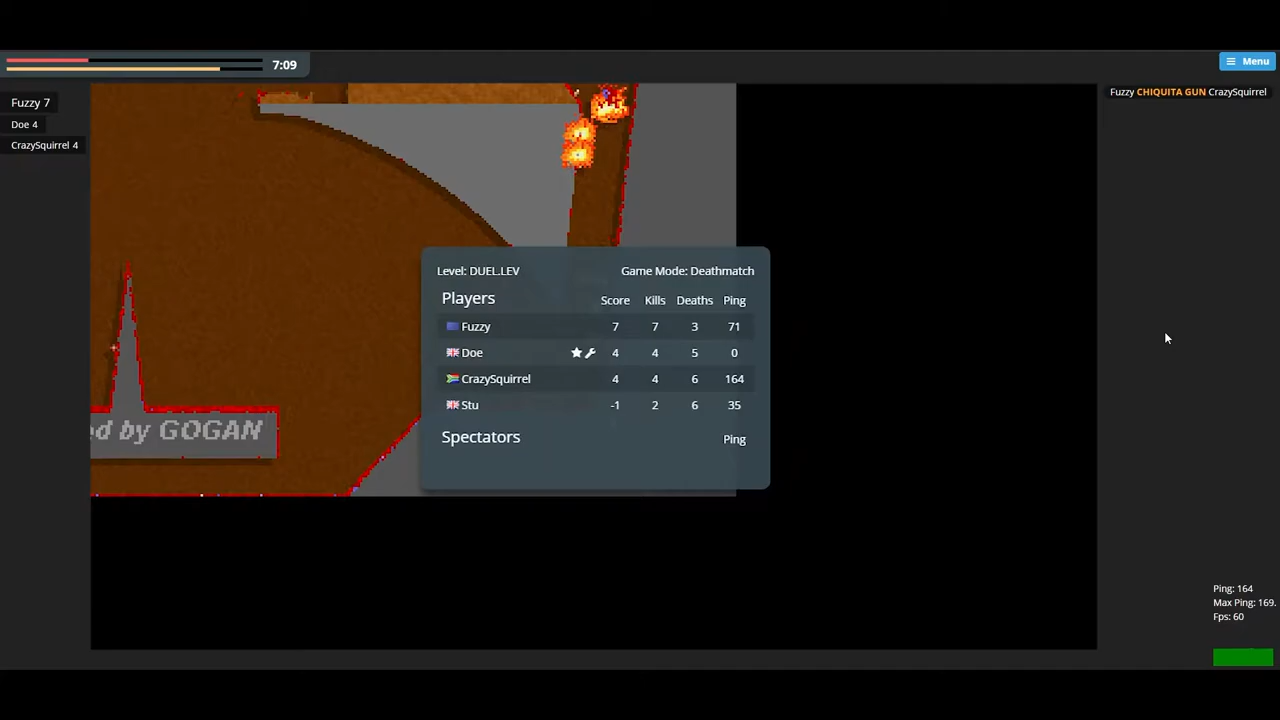 7:09
Menu
Fuzzy 7
Doe 4
CrazySquirrel 4
Fuzzy CHIQUITA GUN CrazySquirrel
Level: DUEL.LEV Game Mode: Deathmatch
Players Score Kills Deaths Ping
Fuzzy 7 7 3 71
Doe 4 4 5 0
CrazySquirrel 4 4 6 164
Stu -1 2 6 35
Spectators Ping
by GOGAN
Ping: 164
Max Ping: 169.
Fps: 60